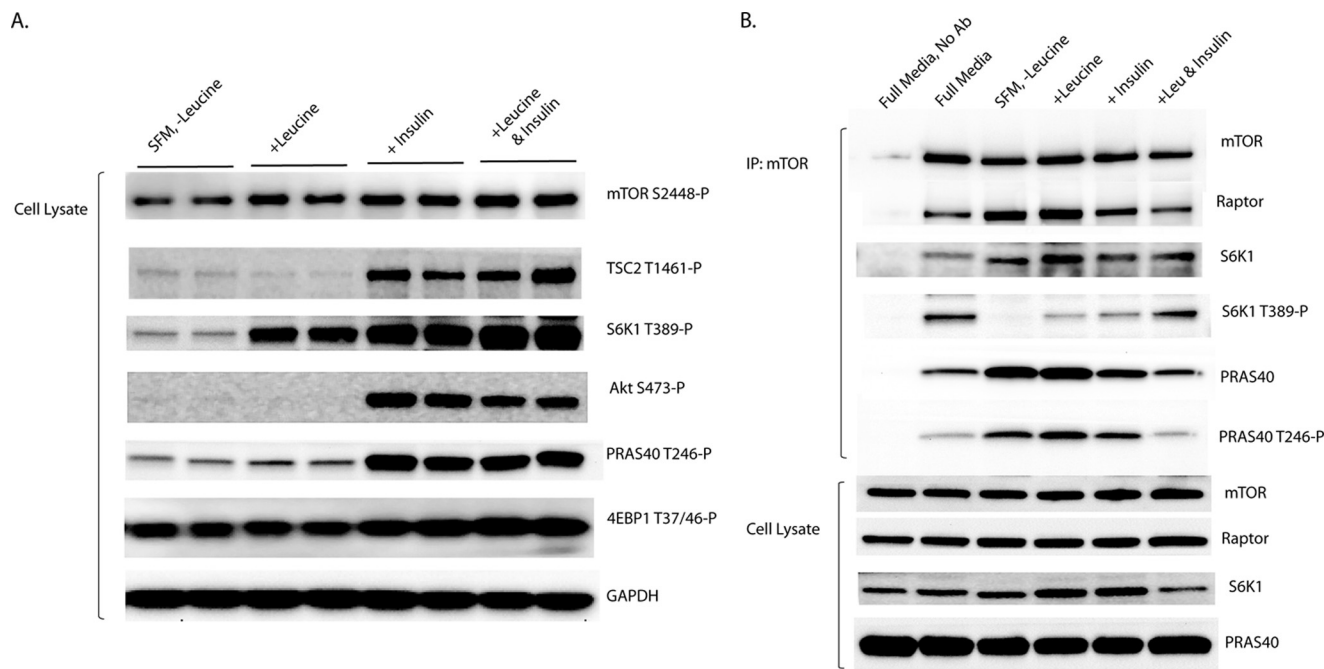 A.
SFM, -Leucine
+Leucine
+ Insulin
+Leucine
& Insulin
Cell Lysate
mTOR S2448-P
TSC2 T1461-P
S6K1 T389-P
Akt S473-P
PRAS40 T246-P
4EBP1 T37/46-P
GAPDH
B.
Full Media, No Ab
Full Media
SFM, -Leucine
+Leucine
+ Insulin
+Leu & Insulin
IP: mTOR
mTOR
Raptor
S6K1
S6K1 T389-P
PRAS40
PRAS40 T246-P
Cell Lysate
mTOR
Raptor
S6K1
PRAS40